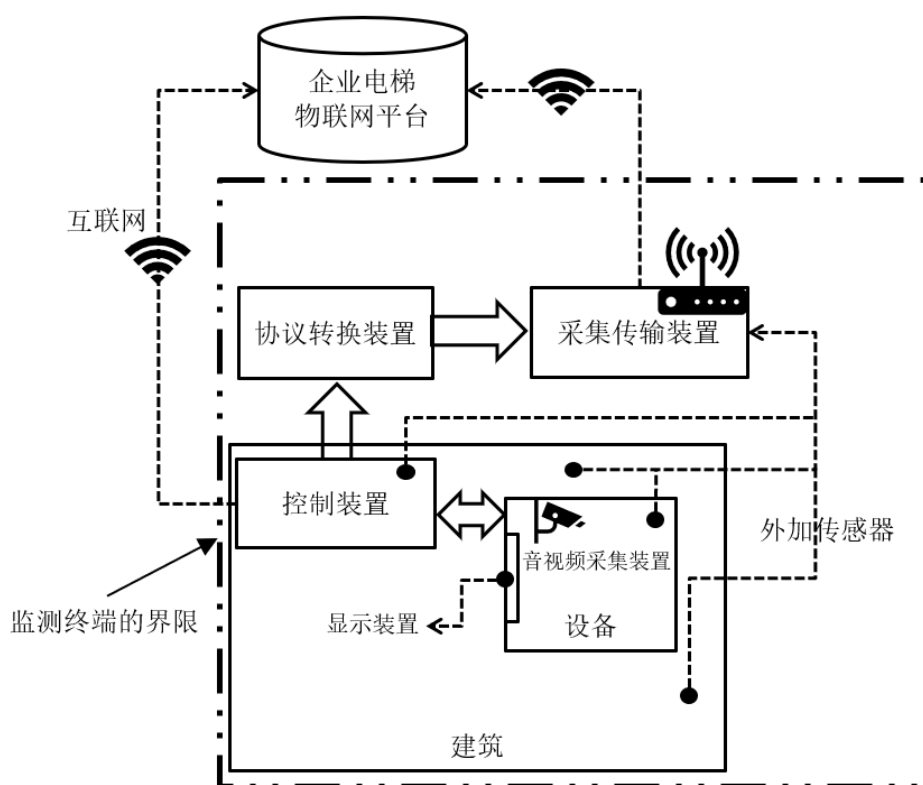 企业电梯
物联网平台
互联网
协议转换装置
采集传输装置
控制装置
外加传感器
音视频采集装置
监测终端的界限
显示装置
设备
建筑